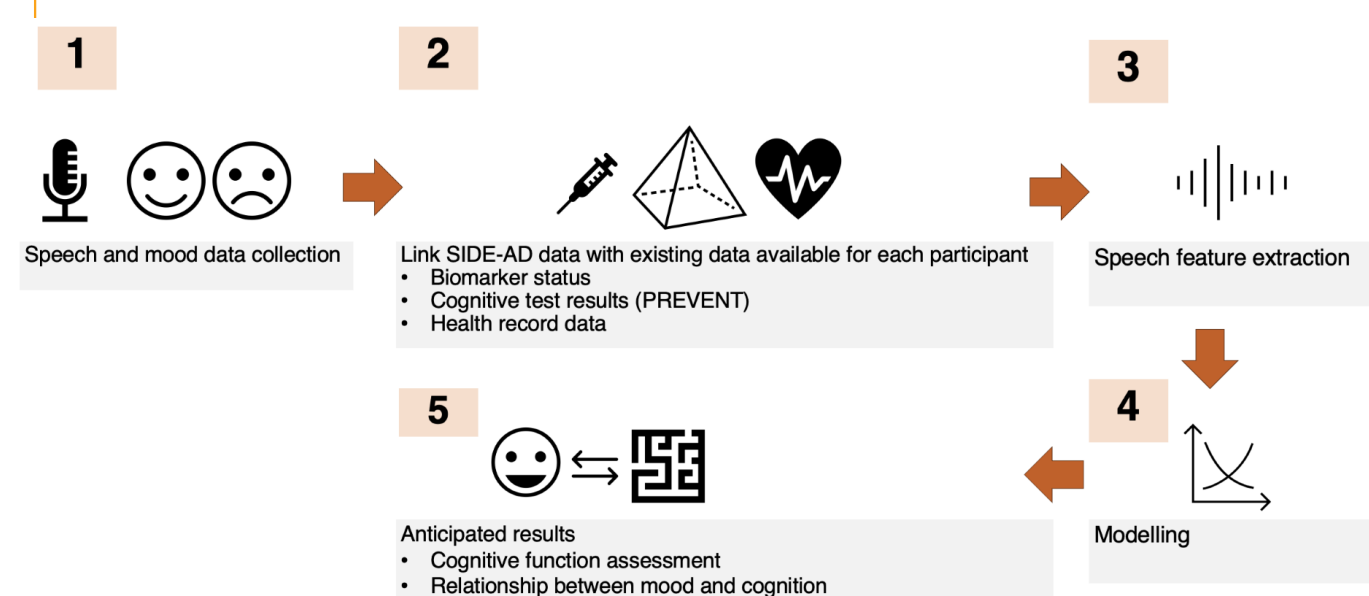 1
Speech and mood data collection
2
Link SIDE-AD data with existing data available for each participant
• Biomarker status
• Cognitive test results (PREVENT)
• Health record data
3
Speech feature extraction
4
Modelling
5
Anticipated results
• Cognitive function assessment
• Relationship between mood and cognition